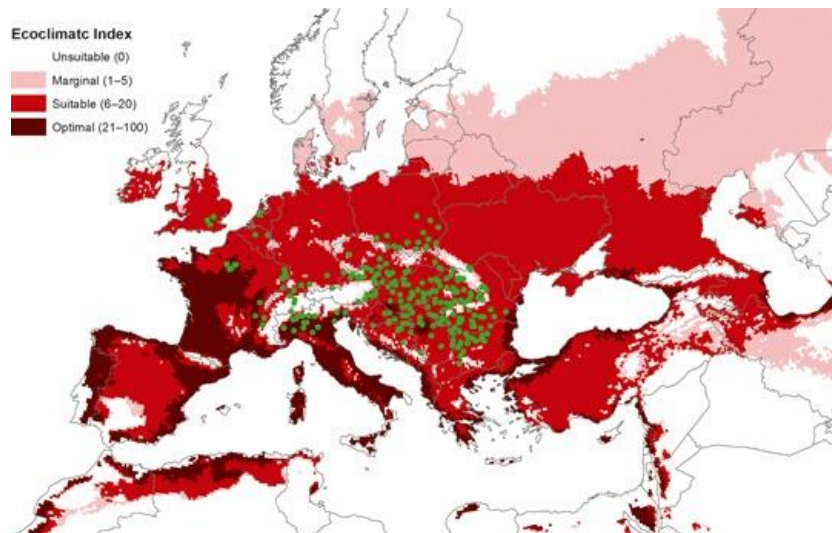 Ecoclimatc Index
Unsuitable (0)
Marginal (1–5)
Suitable (6–20)
Optimal (21–100)